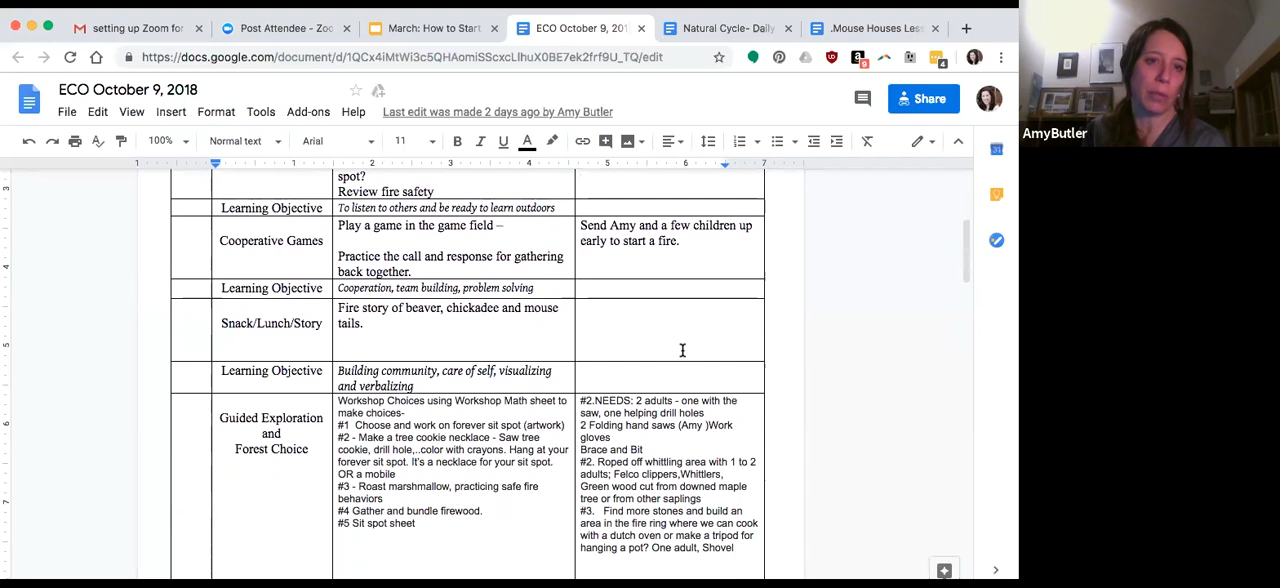 setting up Zoom for
Post Attendee - Zoo
March: How to Start
ECO October 9, 201
Natural Cycle- Daily
.Mouse Houses Less
https://docs.google.com/document/d/1QCx4iMtWi3c5QHAomiSScxcLIhuX0BE7ek2frf9U_TQ/edit
ECO October 9, 2018
File Edit View Insert Format Tools Add-ons Help
Last edit was made 2 days ago by Amy Butler
Share
100% Normal text Arial 11
1 1 2 3 4 5 6 7
AmyButler
spot?
Review fire safety
Learning Objective
To listen to others and be ready to learn outdoors
Cooperative Games
Play a game in the game field –
Practice the call and response for gathering
back together.
Send Amy and a few children up
early to start a fire.
Learning Objective
Cooperation, team building, problem solving
Snack/Lunch/Story
Fire story of beaver, chickadee and mouse
tails.
Learning Objective
Building community, care of self, visualizing
and verbalizing
Guided Exploration
and
Forest Choice
Workshop Choices using Workshop Math sheet to
make choices-
#1 Choose and work on forever sit spot (artwork)
#2 - Make a tree cookie necklace - Saw tree
cookie, drill hole,..color with crayons. Hang at your
forever sit spot. It's a necklace for your sit spot.
OR a mobile
#3 - Roast marshmallow, practicing safe fire
behaviors
#4 Gather and bundle firewood.
#5 Sit spot sheet
#2.NEEDS: 2 adults - one with the
saw, one helping drill holes
2 Folding hand saws (Amy )Work
gloves
Brace and Bit
#2. Roped off whittling area with 1 to 2
adults; Felco clippers,Whittlers,
Green wood cut from downed maple
tree or from other saplings
#3. Find more stones and build an
area in the fire ring where we can cook
with a dutch oven or make a tripod for
hanging a pot? One adult, Shovel